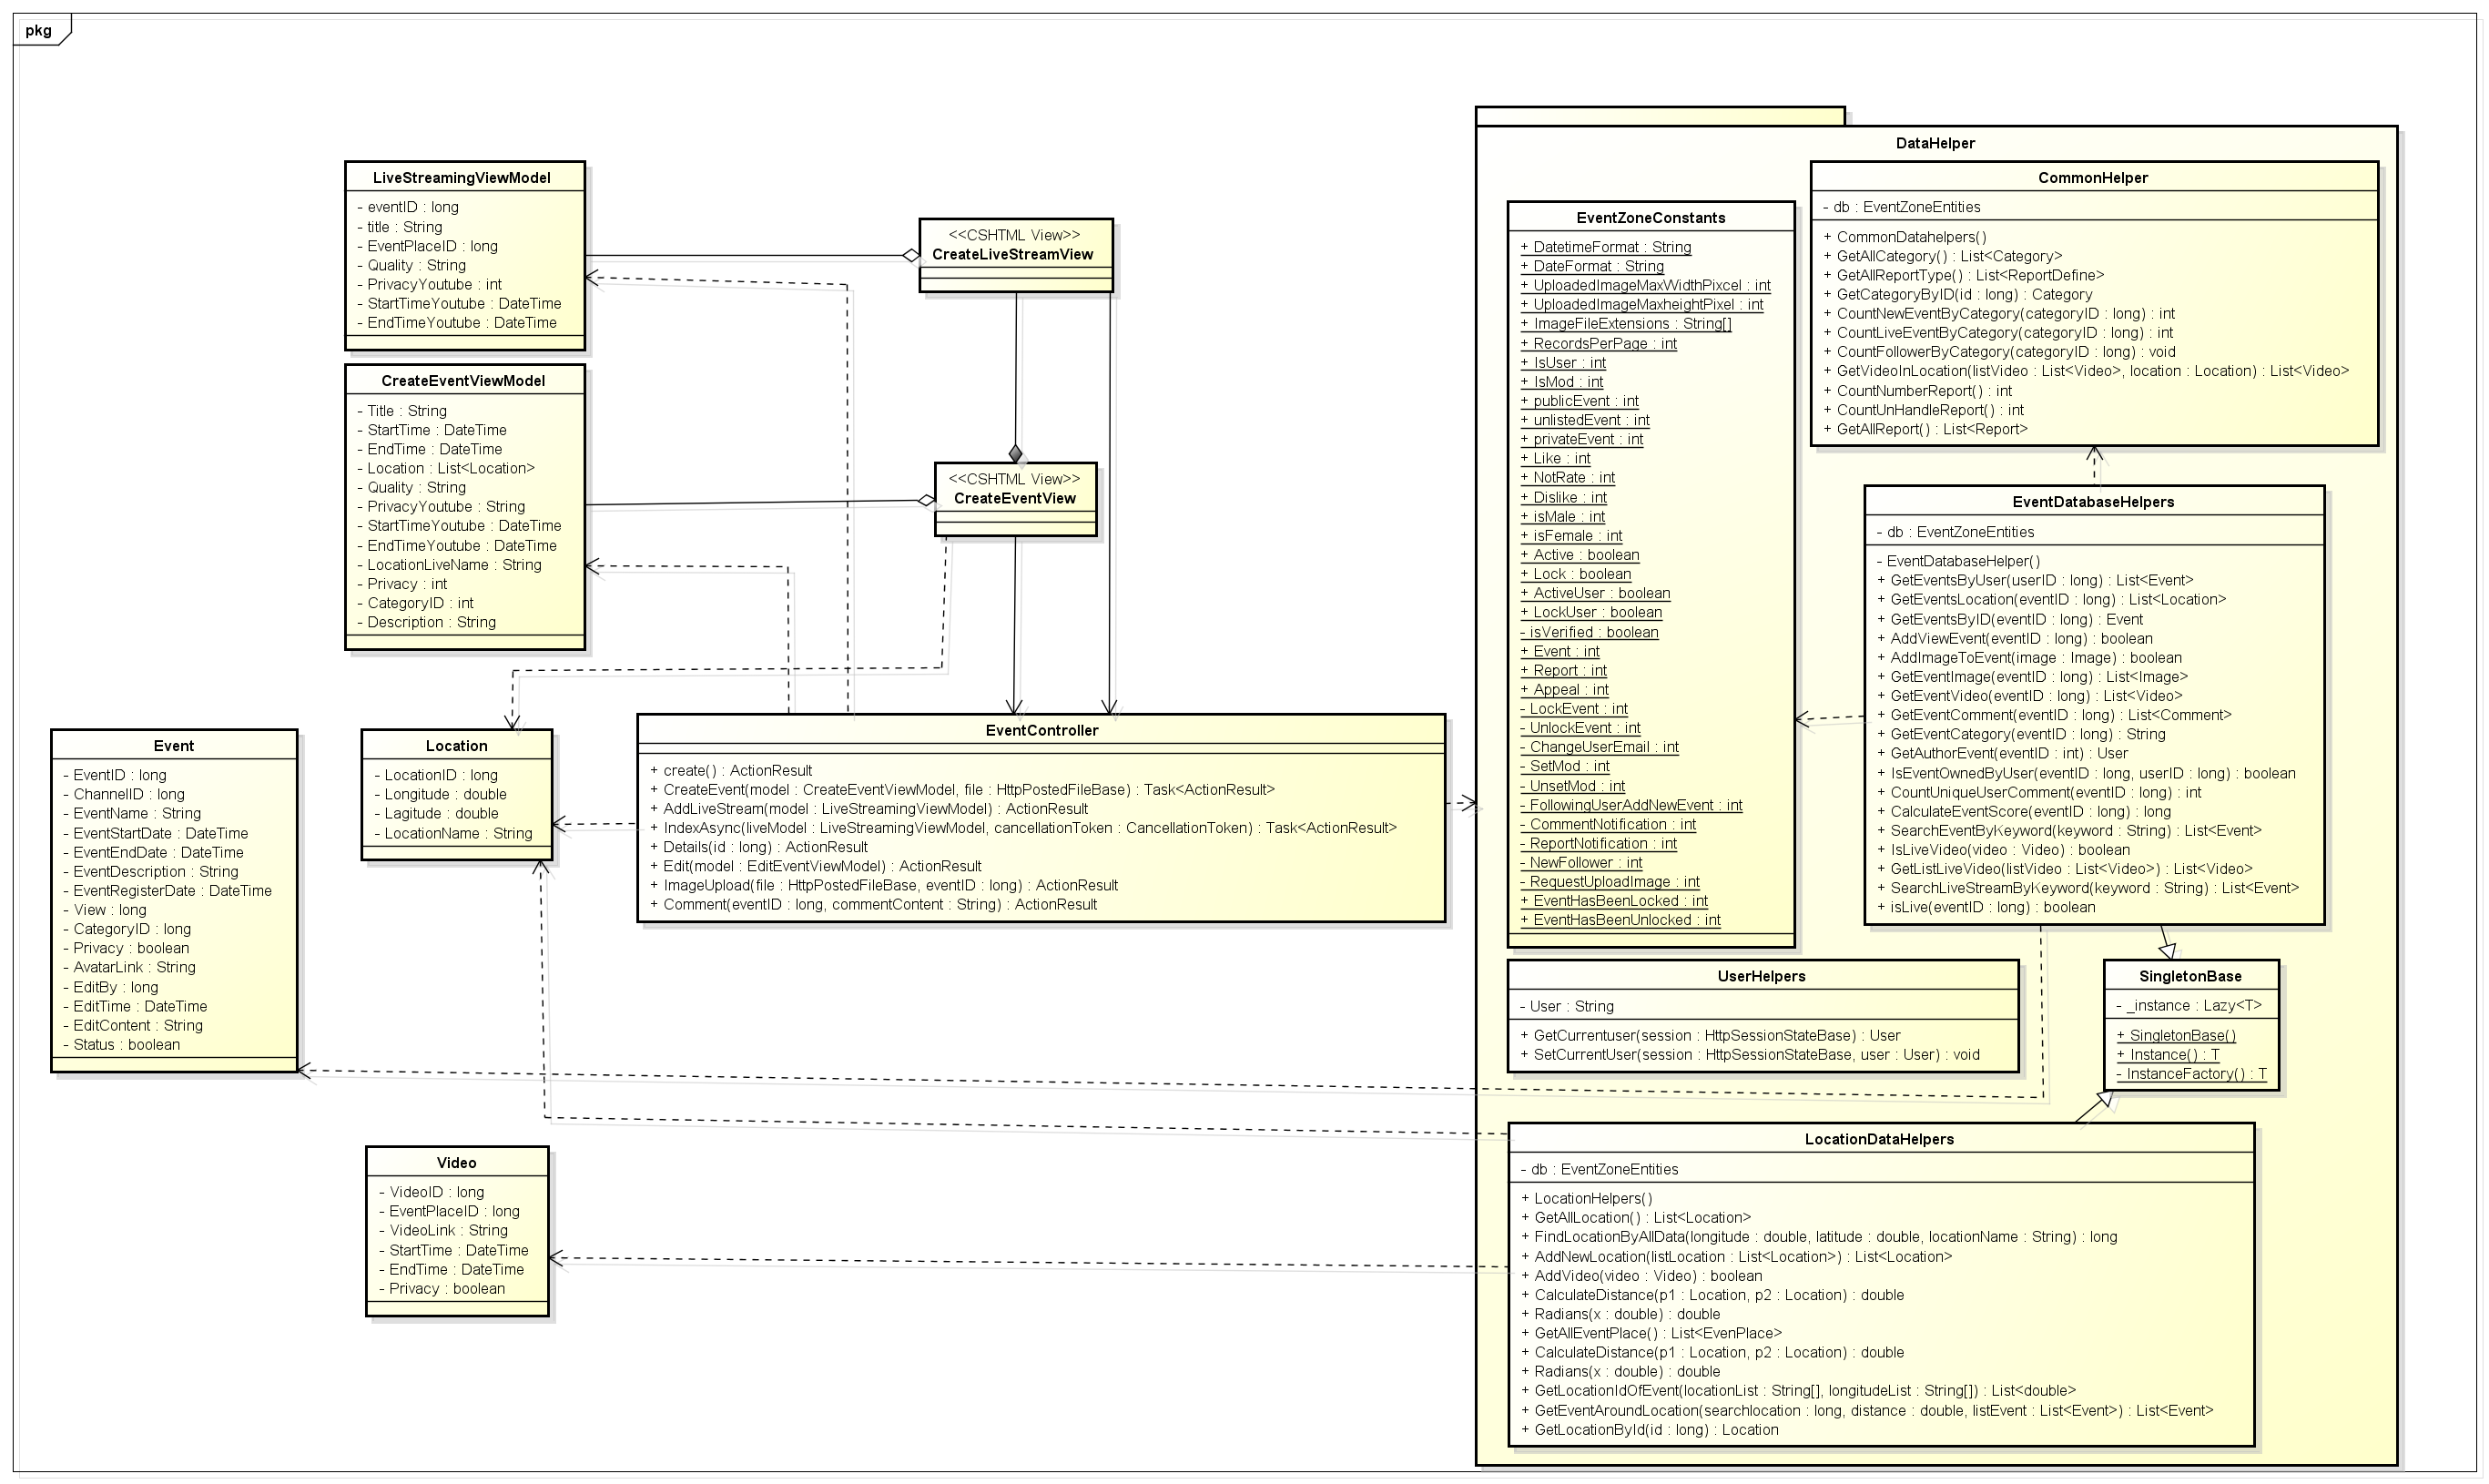 pkg
LiveStreamingViewModel
- eventID : long
- title : String
- EventPlaceID : long
- Quality : String
- PrivacyYoutube : int
- StartTimeYoutube : DateTime
- EndTimeYoutube : DateTime
CreateEventViewModel
- Title : String
- StartTime : DateTime
- EndTime : DateTime
- Location : List<Location>
- Quality : String
- PrivacyYoutube : String
- StartTimeYoutube : DateTime
- EndTimeYoutube : DateTime
- LocationLiveName : String
- Privacy : int
- CategoryID : int
- Description : String
<<CSHTML View>>
CreateLiveStreamView
<<CSHTML View>>
CreateEventView
Event
- EventID : long
- ChannelID : long
- EventName : String
- EventStartDate : DateTime
- EventEndDate : DateTime
- EventDescription : String
- EventRegisterDate : DateTime
- View : long
- CategoryID : long
- Privacy : boolean
- AvatarLink : String
- EditBy : long
- EditTime : DateTime
- EditContent : String
- Status : boolean
Location
- LocationID : long
- Longitude : double
- Lagitude : double
- LocationName : String
EventController
+ create() : ActionResult
+ CreateEvent(model : CreateEventViewModel, file : HttpPostedFileBase) : Task<ActionResult>
+ AddLiveStream(model : LiveStreamingViewModel) : ActionResult
+ IndexAsync(liveModel : LiveStreamingViewModel, cancellationToken : CancellationToken) : Task<ActionResult>
+ Details(id : long) : ActionResult
+ Edit(model : EditEventViewModel) : ActionResult
+ ImageUpload(file : HttpPostedFileBase, eventID : long) : ActionResult
+ Comment(eventID : long, commentContent : String) : ActionResult
Video
- VideoID : long
- EventPlaceID : long
- VideoLink : String
- StartTime : DateTime
- EndTime : DateTime
- Privacy : boolean
DataHelper
EventZoneConstants
+ DatetimeFormat : String
+ DateFormat : String
+ UploadedImageMaxWidthPixcel : int
+ UploadedImageMaxheightPixel : int
+ ImageFileExtensions : String[]
+ RecordsPerPage : int
+ IsUser : int
+ IsMod : int
+ publicEvent : int
+ unlistedEvent : int
+ privateEvent : int
+ Like : int
+ NotRate : int
+ Dislike : int
+ isMale : int
+ isFemale : int
+ Active : boolean
+ Lock : boolean
+ ActiveUser : boolean
+ LockUser : boolean
- isVerified : boolean
+ Event : int
+ Report : int
+ Appeal : int
- LockEvent : int
- UnlockEvent : int
- ChangeUserEmail : int
- SetMod : int
- UnsetMod : int
- FollowingUserAddNewEvent : int
- CommentNotification : int
- ReportNotification : int
- NewFollower : int
- RequestUploadImage : int
+ EventHasBeenLocked : int
+ EventHasBeenUnlocked : int
CommonHelper
- db : EventZoneEntities
+ CommonDatahelpers()
+ GetAllCategory() : List<Category>
+ GetAllReportType() : List<ReportDefine>
+ GetCategoryByID(id : long) : Category
+ CountNewEventByCategory(categoryID : long) : int
+ CountLiveEventByCategory(categoryID : long) : int
+ CountFollowerByCategory(categoryID : long) : void
+ GetVideoInLocation(listVideo : List<Video>, location : Location) : List<Video>
+ CountNumberReport() : int
+ CountUnHandleReport() : int
+ GetAllReport() : List<Report>
EventDatabaseHelpers
- db : EventZoneEntities
- EventDatabaseHelper()
+ GetEventsByUser(userID : long) : List<Event>
+ GetEventsLocation(eventID : long) : List<Location>
+ GetEventsByID(eventID : long) : Event
+ AddViewEvent(eventID : long) : boolean
+ AddImageToEvent(image : Image) : boolean
+ GetEventImage(eventID : long) : List<Image>
+ GetEventVideo(eventID : long) : List<Video>
+ GetEventComment(eventID : long) : List<Comment>
+ GetEventCategory(eventID : long) : String
+ GetAuthorEvent(eventID : int) : User
+ IsEventOwnedByUser(eventID : long, userID : long) : boolean
+ CountUniqueUserComment(eventID : long) : int
+ CalculateEventScore(eventID : long) : long
+ SearchEventByKeyword(keyword : String) : List<Event>
+ IsLiveVideo(video : Video) : boolean
+ GetListLiveVideo(listVideo : List<Video>) : List<Video>
+ SearchLiveStreamByKeyword(keyword : String) : List<Event>
+ isLive(eventID : long) : boolean
UserHelpers
- User : String
+ GetCurrentuser(session : HttpSessionStateBase) : User
+ SetCurrentUser(session : HttpSessionStateBase, user : User) : void
SingletonBase
- _instance : Lazy<T>
+ SingletonBase()
+ Instance() : T
- InstanceFactory() : T
LocationDataHelpers
- db : EventZoneEntities
+ LocationHelpers()
+ GetAllLocation() : List<Location>
+ FindLocationByAllData(longitude : double, latitude : double, locationName : String) : long
+ AddNewLocation(listLocation : List<Location>) : List<Location>
+ AddVideo(video : Video) : boolean
+ CalculateDistance(p1 : Location, p2 : Location) : double
+ Radians(x : double) : double
+ GetAllEventPlace() : List<EvenPlace>
+ CalculateDistance(p1 : Location, p2 : Location) : double
+ Radians(x : double) : double
+ GetLocationIdOfEvent(locationList : String[], longitudeList : String[]) : List<double>
+ GetEventAroundLocation(searchlocation : long, distance : double, listEvent : List<Event>) : List<Event>
+ GetLocationById(id : long) : Location